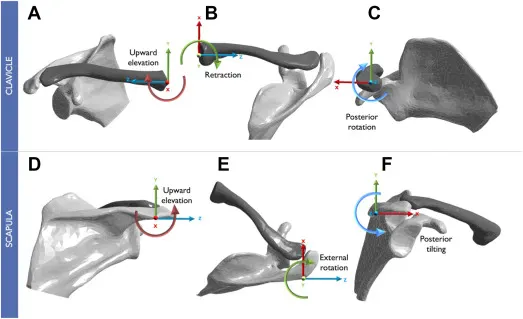 A
B
C
CLAVICLE
Upward
elevation
Y
X
Z
X
Z
Retraction
Y
X
Posterior
rotation
D
E
F
SCAPULA
Y
Upward
elevation
Z
X
X
External
rotation
Z
Y
Y
X
Posterior
tilting